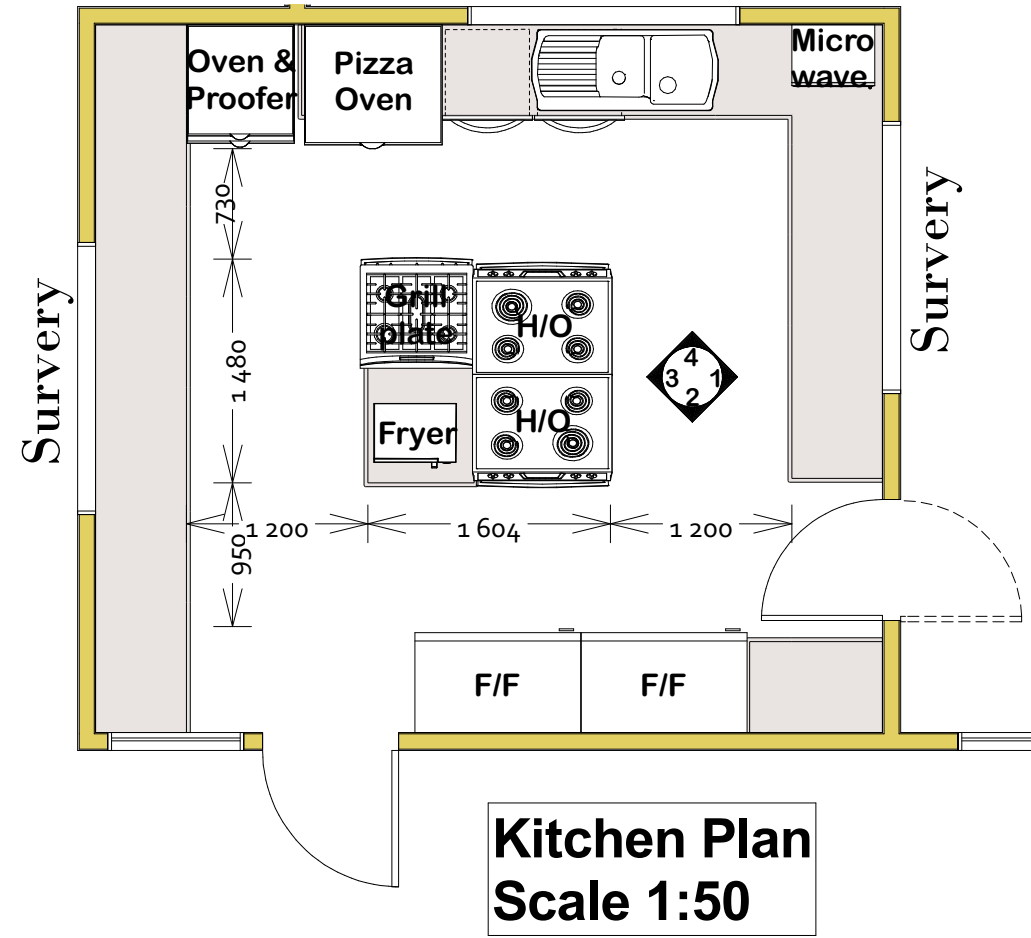 Oven &
Proofer
Pizza
Oven
Micro
wave
730
Survery
Survery
Grill
plate
H/O
1 480
4
3 1
2
Fryer
H/O
1 200
1 604
1 200
950
F/F
F/F
Kitchen Plan
Scale 1:50